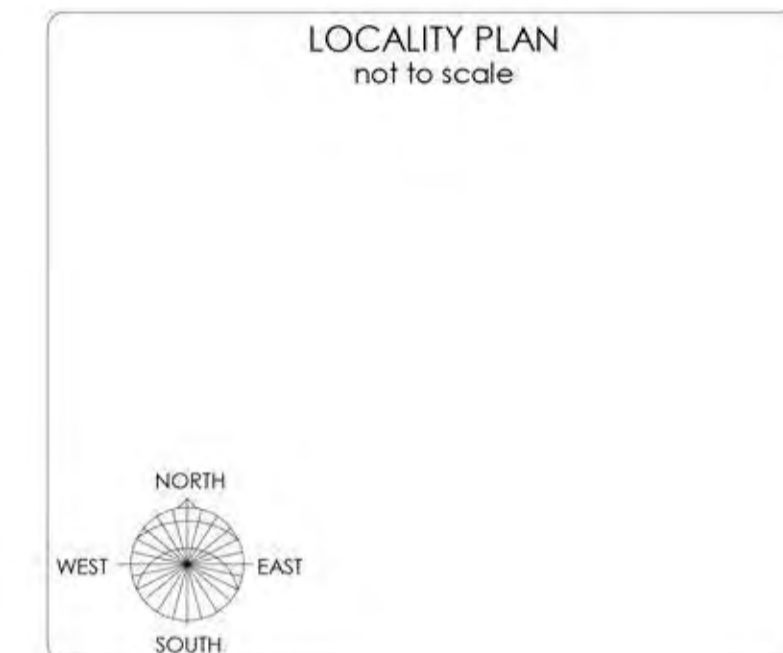 LOCALITY PLAN
not to scale
NORTH
WEST
EAST
SOUTH